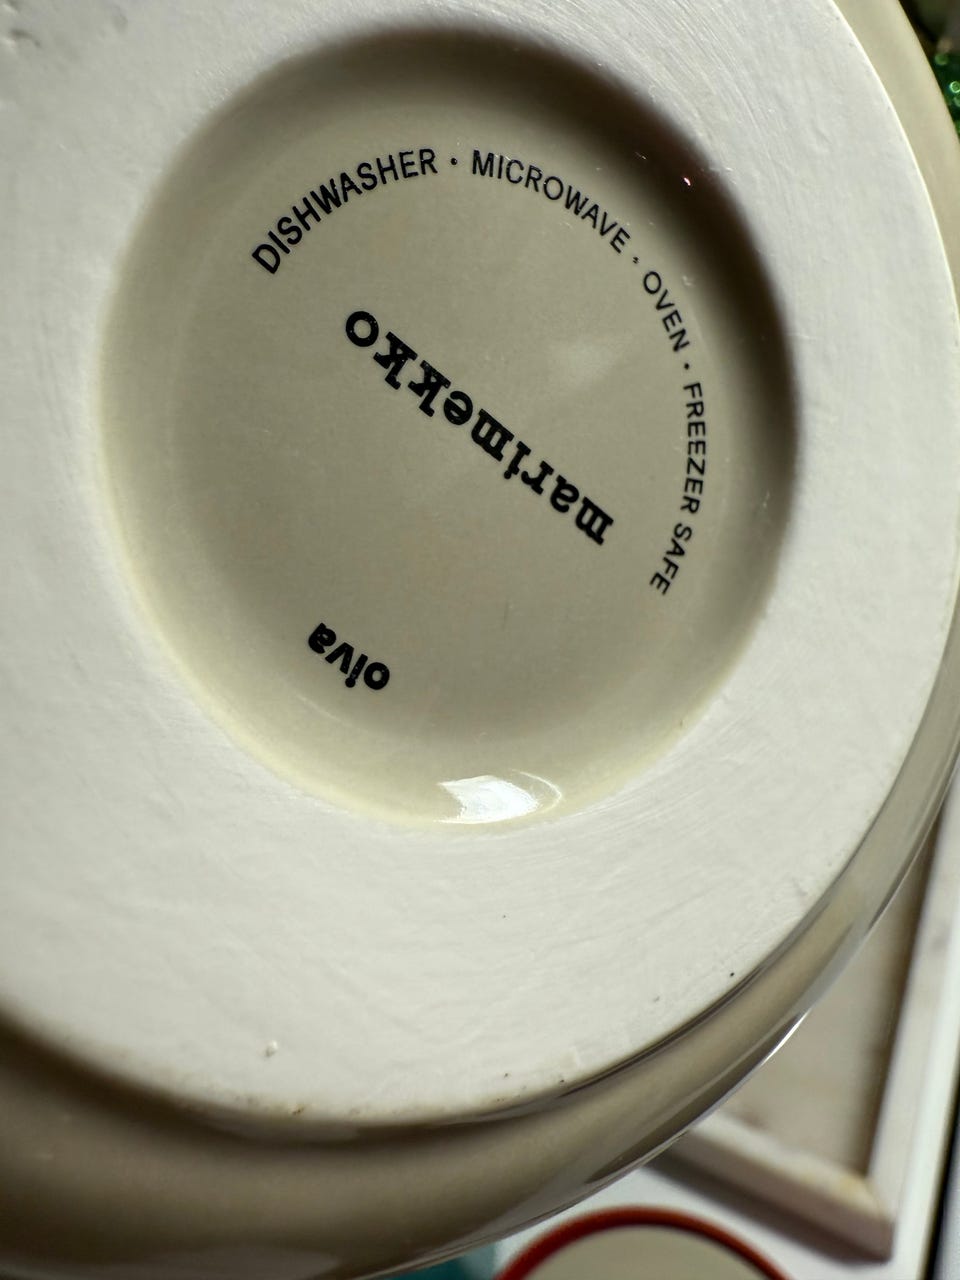 DISHWASHER · MICROWAVE · OVEN · FREEZER SAFE
marimekko
oiva